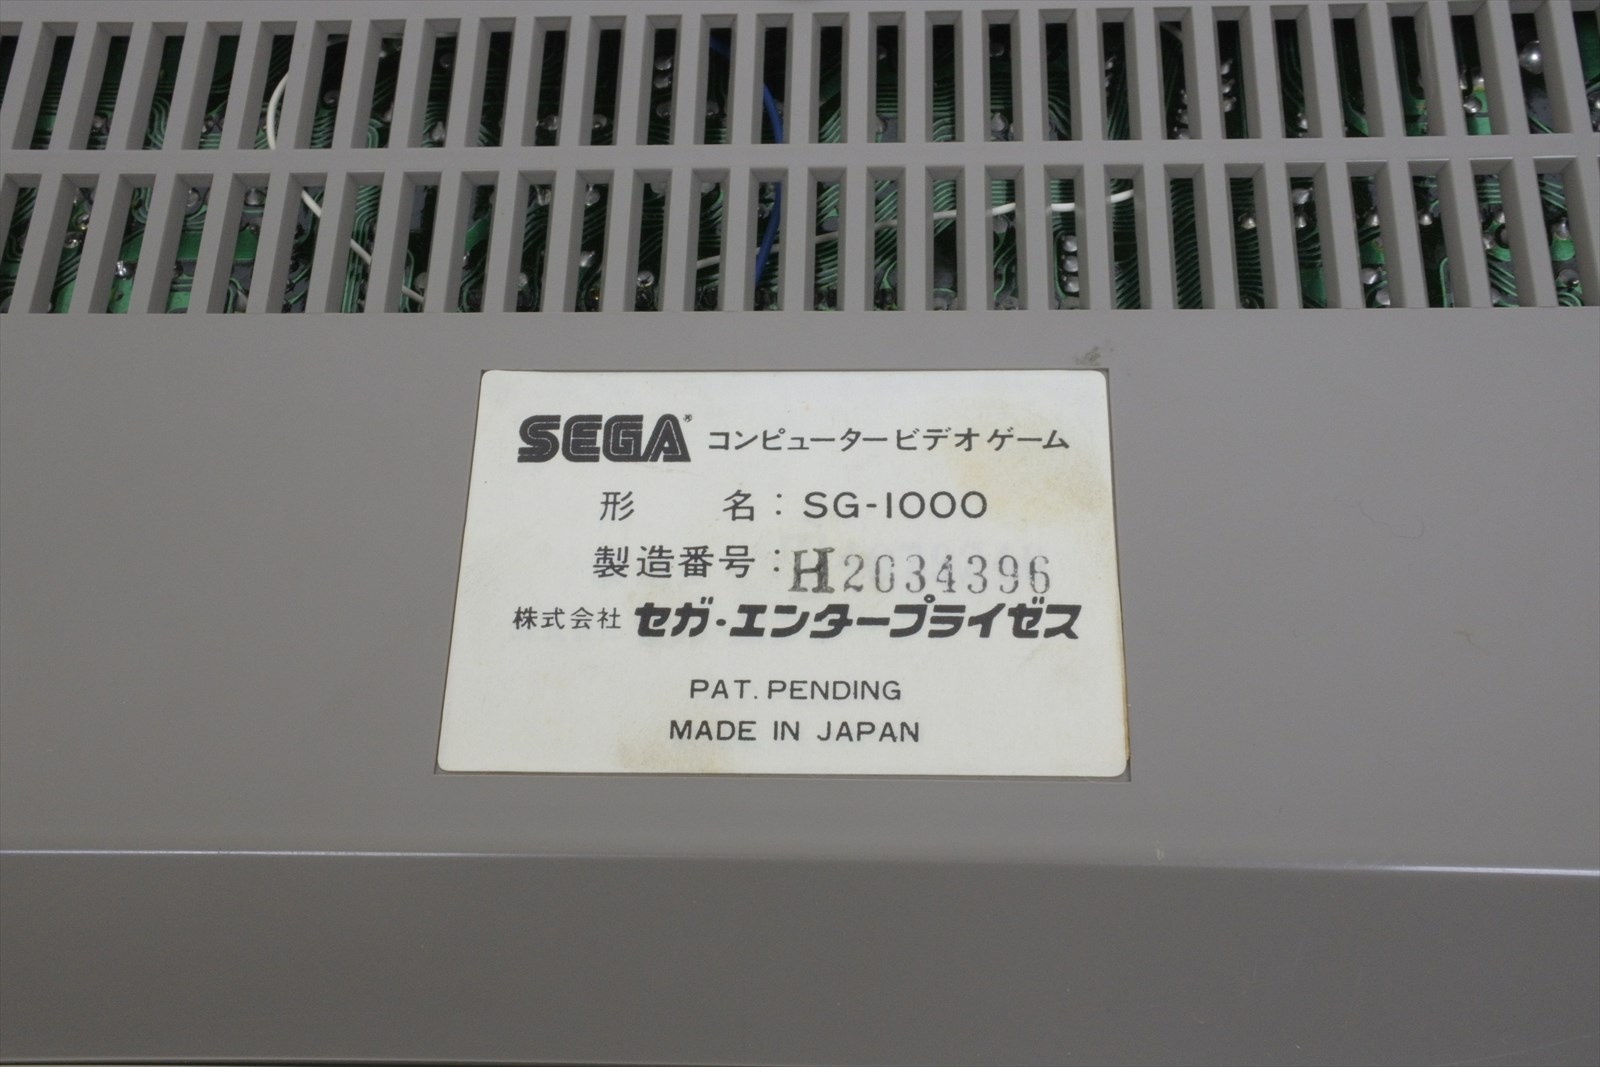 SEGA® コンピュータービデオゲーム
形 名：SG-1000
製造番号：H2034396
株式会社 セガ・エンタープライゼス
PAT. PENDING
MADE IN JAPAN